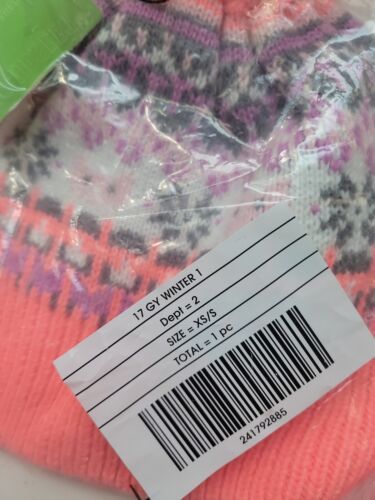 17 GY WINTER 1
Dept = 2
SIZE = XS/S
TOTAL = 1 pc
241792885